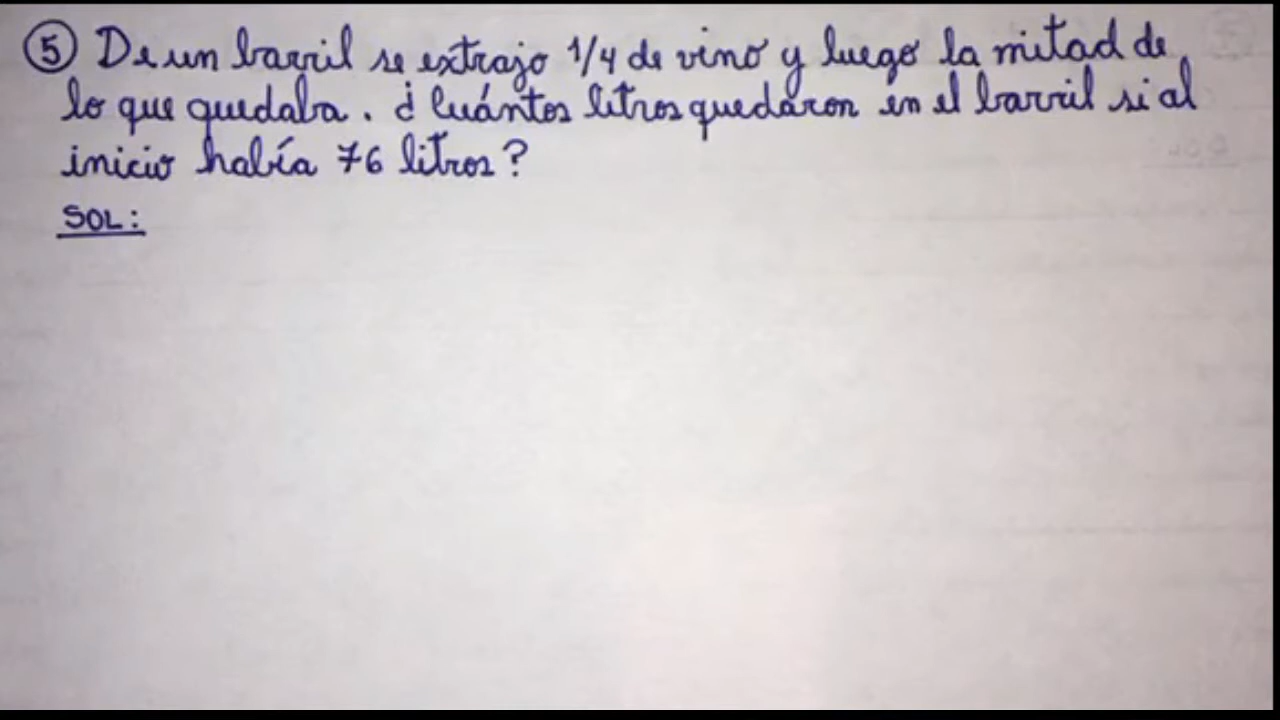 ⑤ De un barril se extrajo 1/4 de vino y luego la mitad de
lo que quedaba. ¿Cuántos litros quedaron en el barril si al
inicio había 76 litros?
SOL: